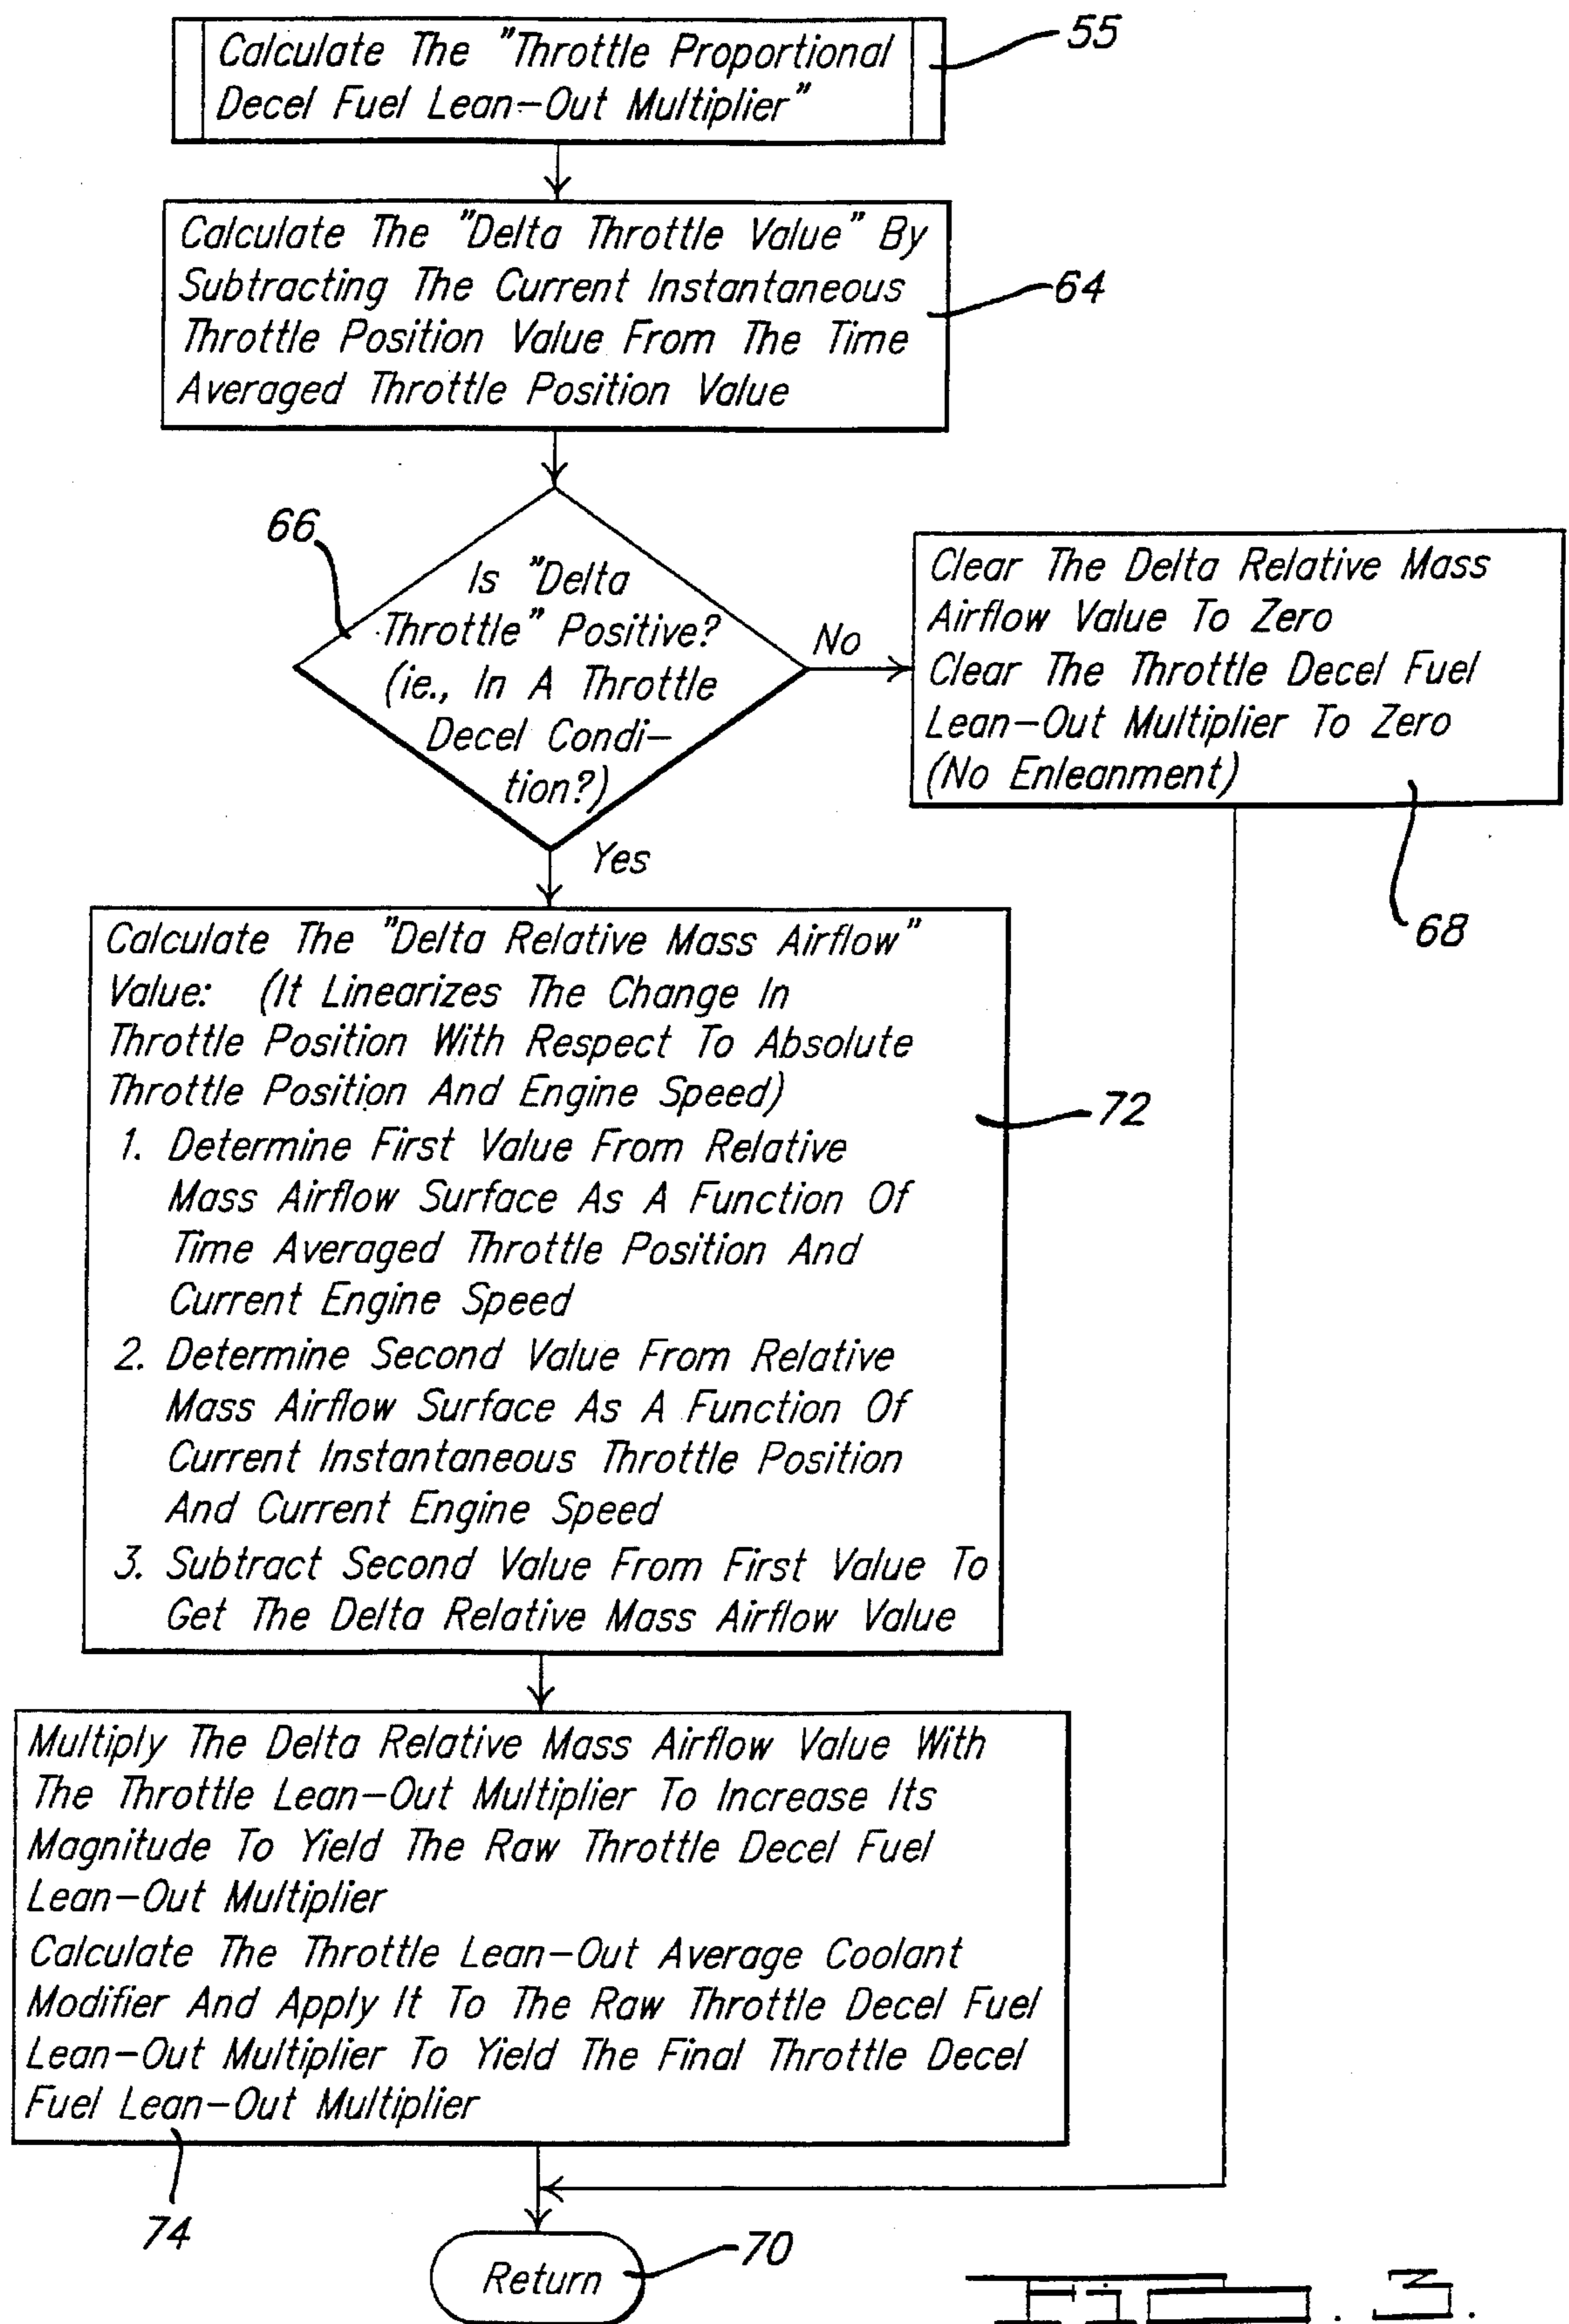 Calculate The "Throttle Proportional
Decel Fuel Lean-Out Multiplier"
55
Calculate The "Delta Throttle Value" By
Subtracting The Current Instantaneous
Throttle Position Value From The Time
Averaged Throttle Position Value
64
66
Is "Delta
Throttle" Positive?
(ie., In A Throttle
Decel Condi-
tion?)
No
Clear The Delta Relative Mass
Airflow Value To Zero
Clear The Throttle Decel Fuel
Lean-Out Multiplier To Zero
(No Enleanment)
68
Yes
Calculate The "Delta Relative Mass Airflow"
Value: (It Linearizes The Change In
Throttle Position With Respect To Absolute
Throttle Position And Engine Speed)
1. Determine First Value From Relative
Mass Airflow Surface As A Function Of
Time Averaged Throttle Position And
Current Engine Speed
2. Determine Second Value From Relative
Mass Airflow Surface As A Function Of
Current Instantaneous Throttle Position
And Current Engine Speed
3. Subtract Second Value From First Value To
Get The Delta Relative Mass Airflow Value
72
Multiply The Delta Relative Mass Airflow Value With
The Throttle Lean-Out Multiplier To Increase Its
Magnitude To Yield The Raw Throttle Decel Fuel
Lean-Out Multiplier
Calculate The Throttle Lean-Out Average Coolant
Modifier And Apply It To The Raw Throttle Decel Fuel
Lean-Out Multiplier To Yield The Final Throttle Decel
Fuel Lean-Out Multiplier
74
Return
70